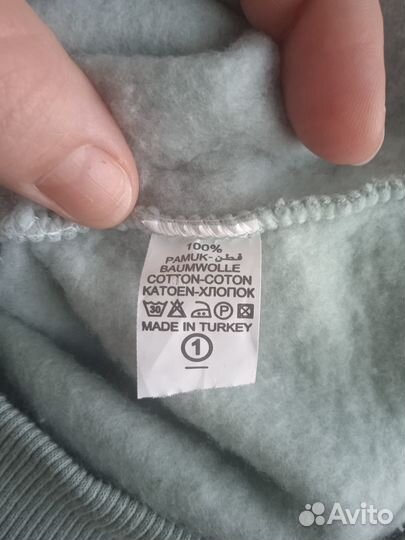 100%
PAMUK-قطن
BAUMWOLLE
COTTON-COTON
KATOEN-ХЛОПОК
30 P
MADE IN TURKEY
1
Avito